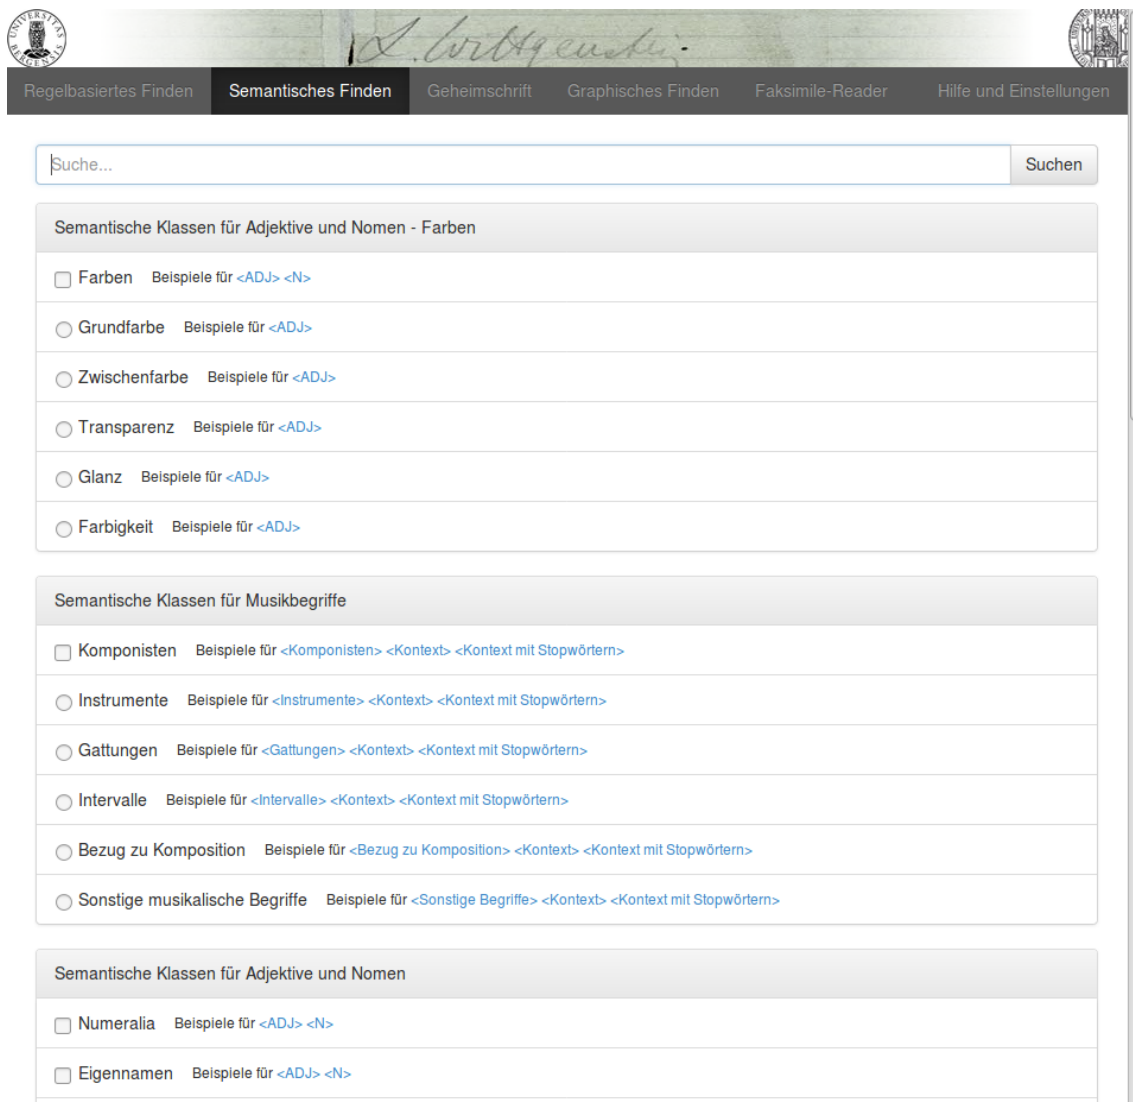 UNIVERSITAS BERGENSIS
L. Wittgenstein.
Regelbasiertes Finden Semantisches Finden Geheimschrift Graphisches Finden Faksimile-Reader Hilfe und Einstellungen
Suche... Suchen
Semantische Klassen für Adjektive und Nomen - Farben
Farben Beispiele für <ADJ> <N>
Grundfarbe Beispiele für <ADJ>
Zwischenfarbe Beispiele für <ADJ>
Transparenz Beispiele für <ADJ>
Glanz Beispiele für <ADJ>
Farbigkeit Beispiele für <ADJ>
Semantische Klassen für Musikbegriffe
Komponisten Beispiele für <Komponisten> <Kontext> <Kontext mit Stopwörtern>
Instrumente Beispiele für <Instrumente> <Kontext> <Kontext mit Stopwörtern>
Gattungen Beispiele für <Gattungen> <Kontext> <Kontext mit Stopwörtern>
Intervalle Beispiele für <Intervalle> <Kontext> <Kontext mit Stopwörtern>
Bezug zu Komposition Beispiele für <Bezug zu Komposition> <Kontext> <Kontext mit Stopwörtern>
Sonstige musikalische Begriffe Beispiele für <Sonstige Begriffe> <Kontext> <Kontext mit Stopwörtern>
Semantische Klassen für Adjektive und Nomen
Numeralia Beispiele für <ADJ> <N>
Eigennamen Beispiele für <ADJ> <N>